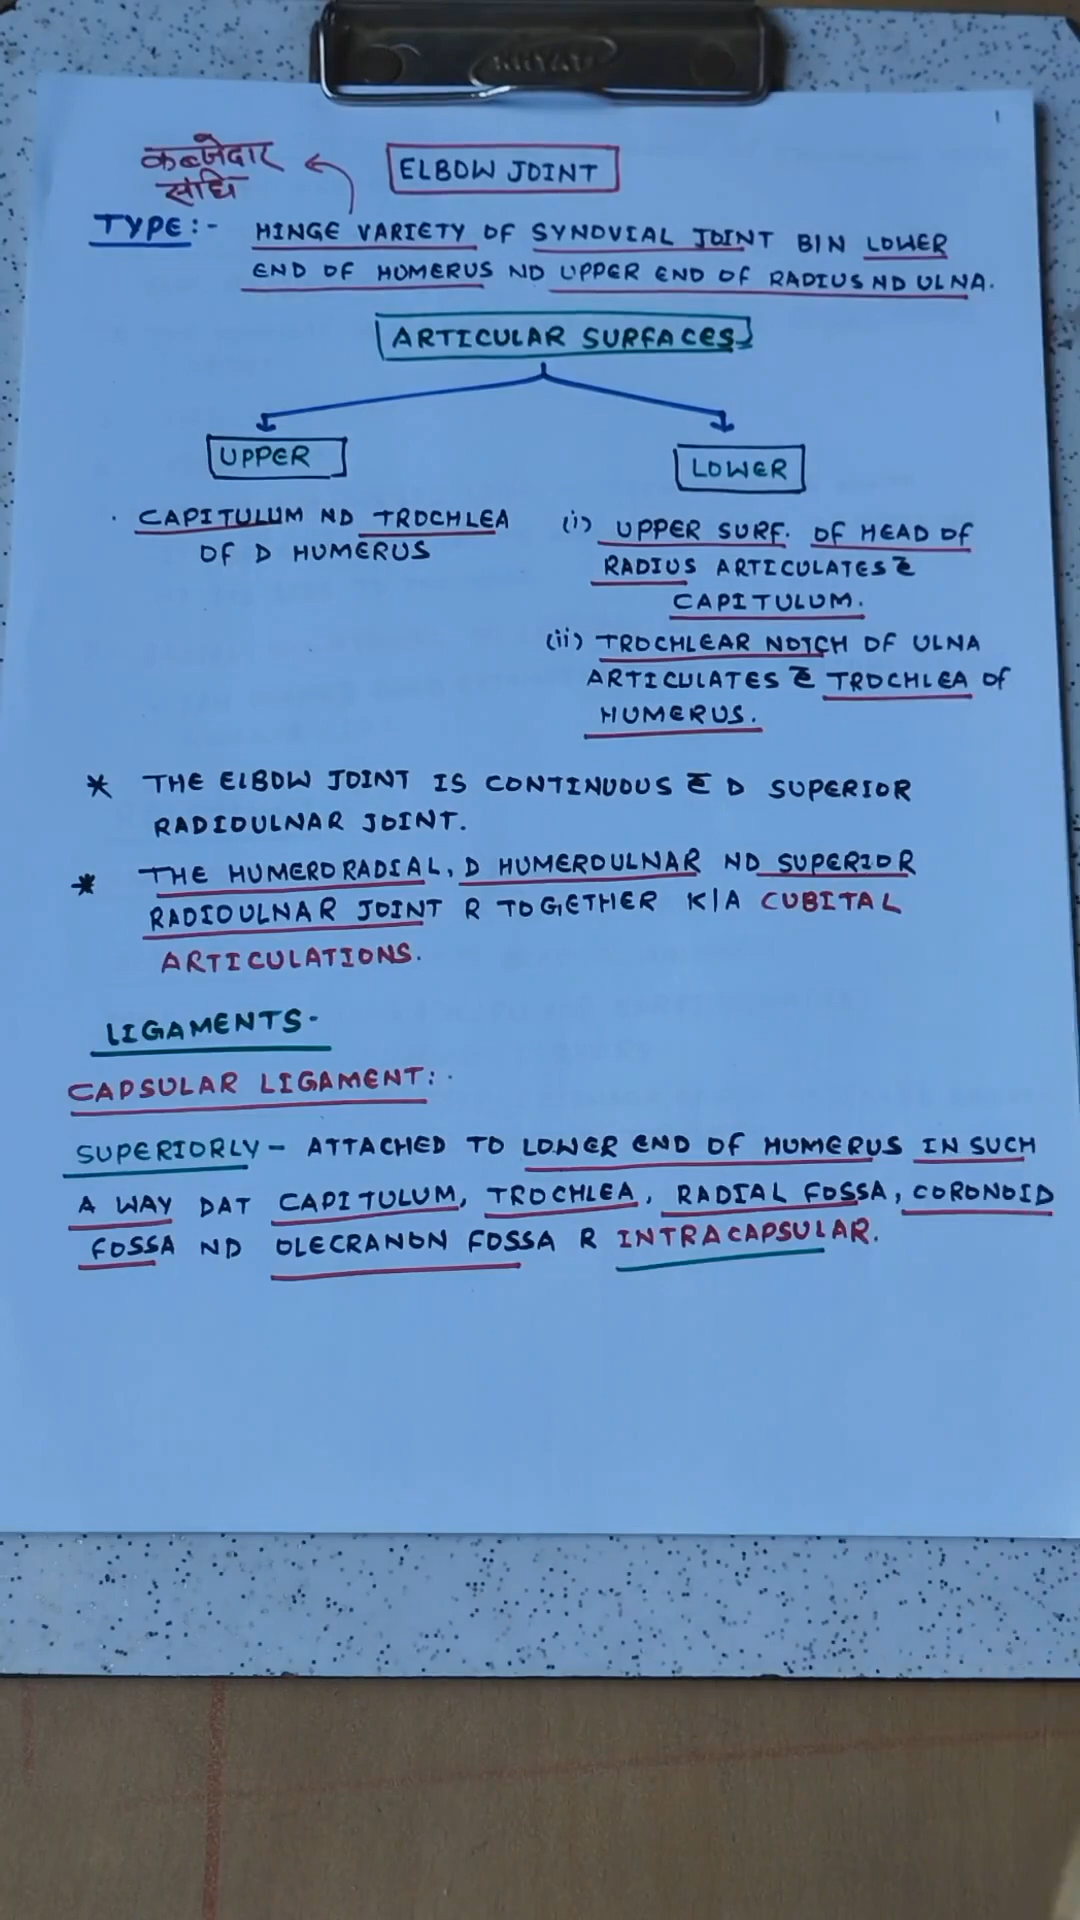 1
कब्जेदार
संधि
ELBOW JOINT
TYPE:- HINGE VARIETY OF SYNOVIAL JOINT BIN LOWER
END OF HUMERUS ND UPPER END OF RADIUS ND ULNA.
ARTICULAR SURFACES
UPPER
LOWER
. CAPITULUM ND TROCHLEA
OF D HUMERUS
(i) UPPER SURF. OF HEAD OF
RADIUS ARTICULATES c̄
CAPITULUM.
(ii) TROCHLEAR NOTCH OF ULNA
ARTICULATES c̄ TROCHLEA OF
HUMERUS.
* THE ELBOW JOINT IS CONTINUOUS c̄ D SUPERIOR
RADIOULNAR JOINT.
* THE HUMERORADIAL, D HUMEROULNAR ND SUPERIOR
RADIOULNAR JOINT R TOGETHER K/A CUBITAL
ARTICULATIONS.
LIGAMENTS-
CAPSULAR LIGAMENT:-
SUPERIORLY - ATTACHED TO LOWER END OF HUMERUS IN SUCH
A WAY DAT CAPITULUM, TROCHLEA, RADIAL FOSSA, CORONOID
FOSSA ND OLECRANON FOSSA R INTRACAPSULAR.